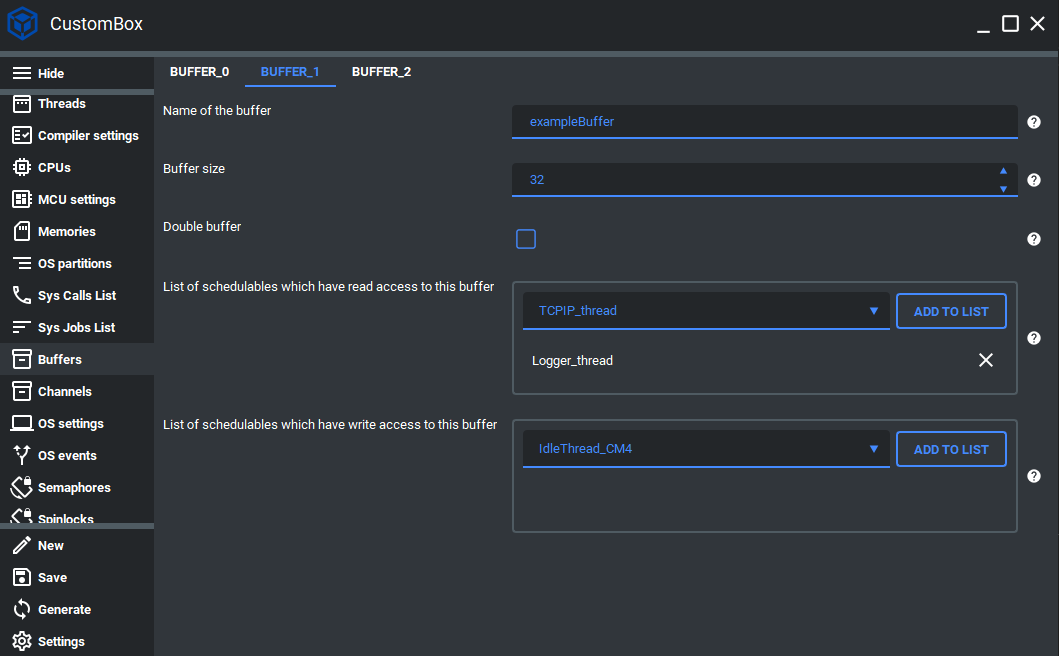 CustomBox
Hide
Threads
Compiler settings
CPUs
MCU settings
Memories
OS partitions
Sys Calls List
Sys Jobs List
Buffers
Channels
OS settings
OS events
Semaphores
Spinlocks
New
Save
Generate
Settings
BUFFER_0 BUFFER_1 BUFFER_2
Name of the buffer
exampleBuffer
?
Buffer size
32
?
Double buffer
?
List of schedulables which have read access to this buffer
TCPIP_thread ADD TO LIST
?
Logger_thread
List of schedulables which have write access to this buffer
IdleThread_CM4 ADD TO LIST
?